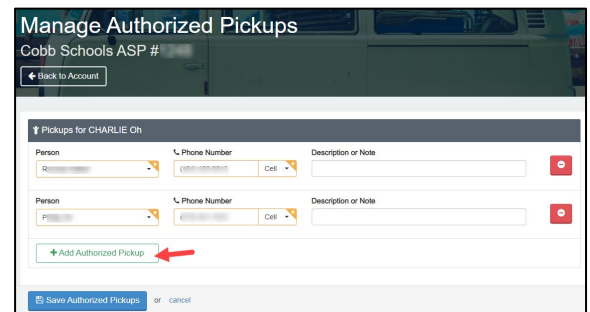 Manage Authorized Pickups
Cobb Schools ASP #
Back to Account
Pickups for CHARLIE Oh
Person Phone Number Description or Note
R Cell
Person Phone Number Description or Note
P Cell
Add Authorized Pickup
Save Authorized Pickups or cancel